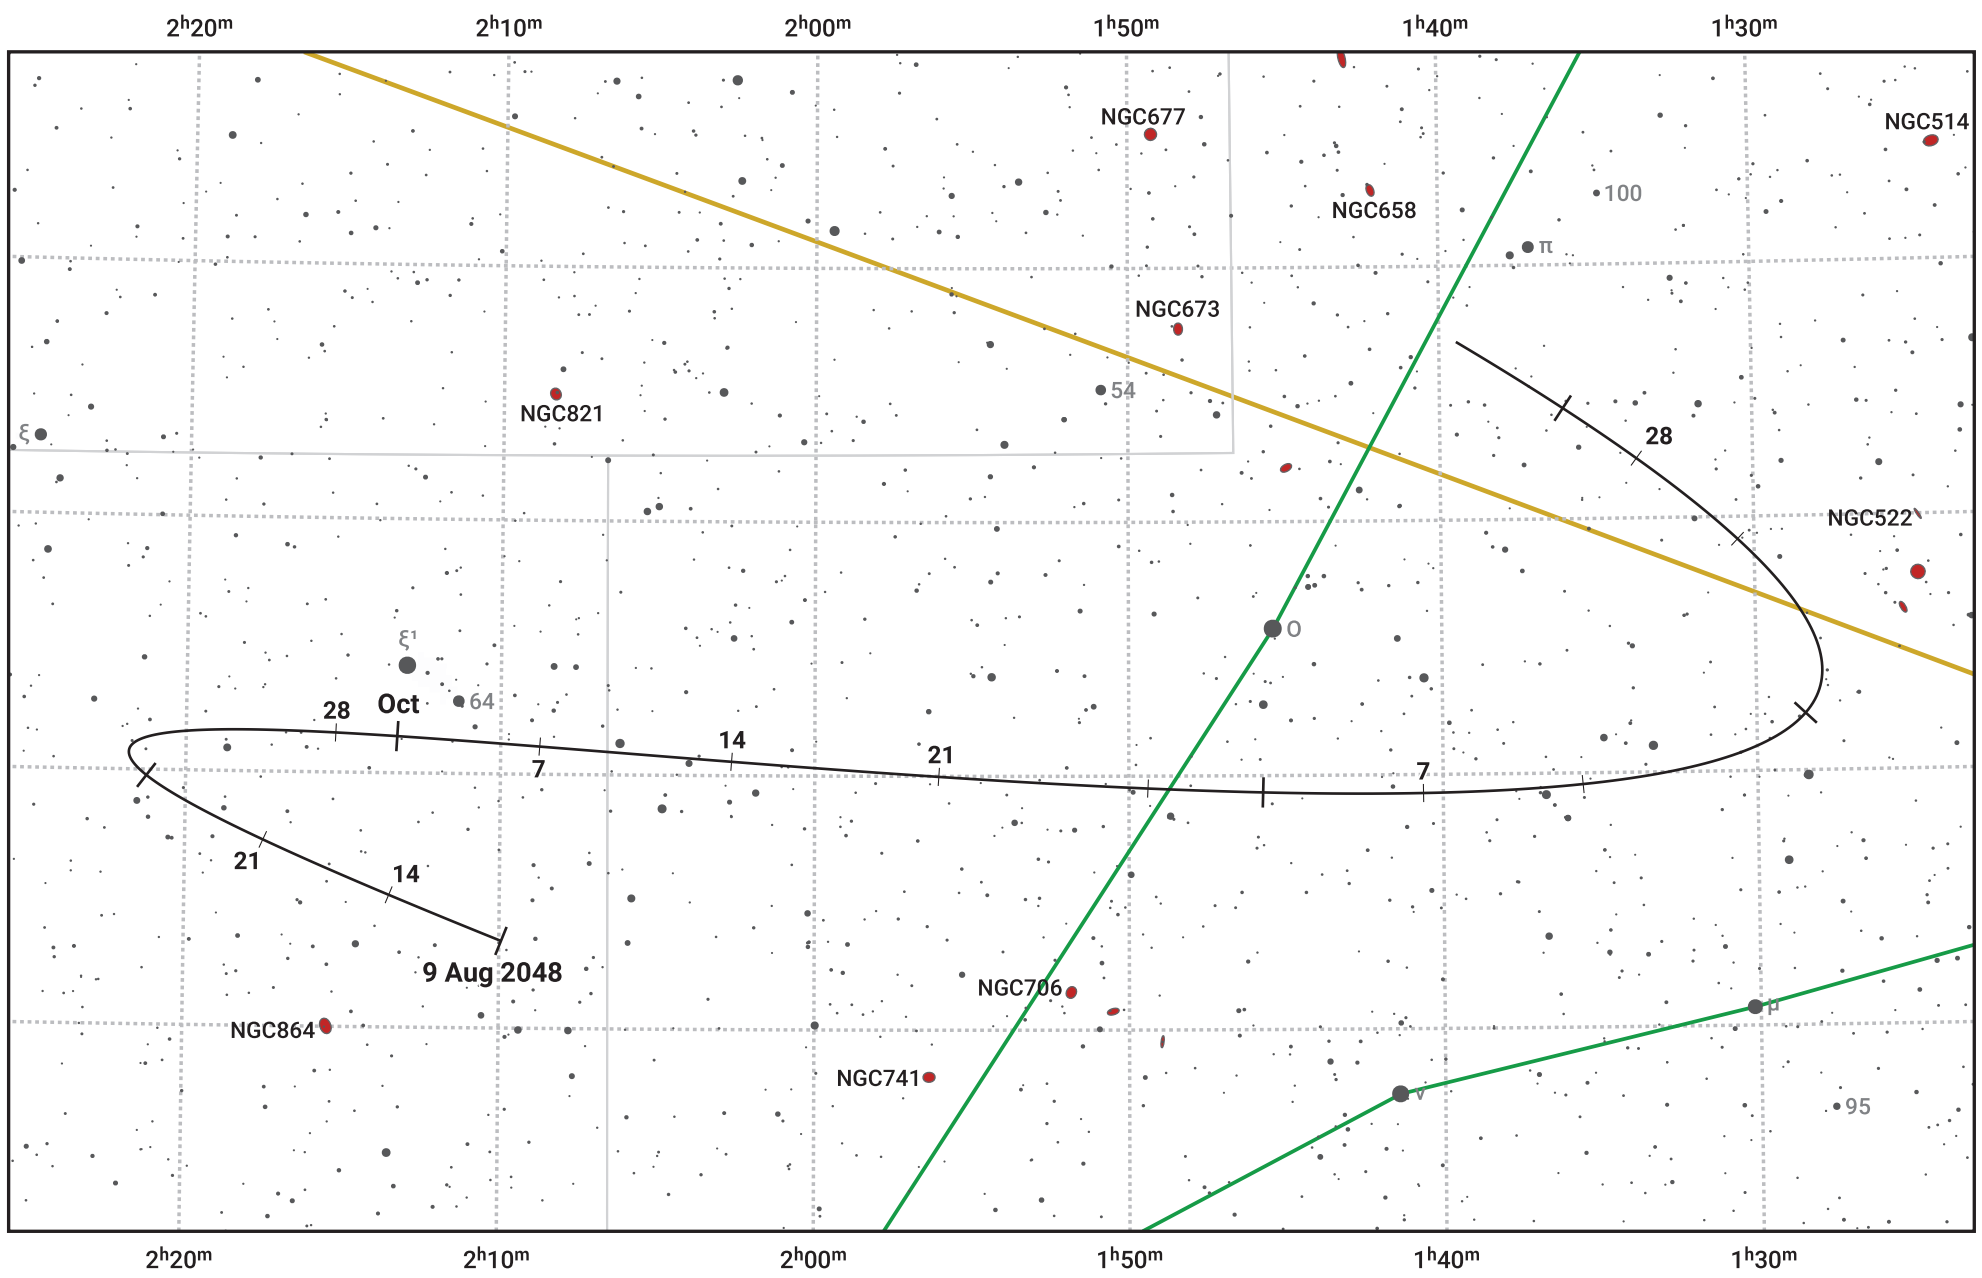 2ʰ20ᵐ 2ʰ10ᵐ 2ʰ00ᵐ 1ʰ50ᵐ 1ʰ40ᵐ 1ʰ30ᵐ
NGC677
NGC514
100
NGC658
π
NGC673
54
NGC821
ξ
28
NGC522
ο
ξ¹
64
Oct
28
14
21
7
7
21
14
9 Aug 2048
NGC706
μ
NGC864
NGC741
ν
95
2ʰ20ᵐ 2ʰ10ᵐ 2ʰ00ᵐ 1ʰ50ᵐ 1ʰ40ᵐ 1ʰ30ᵐ